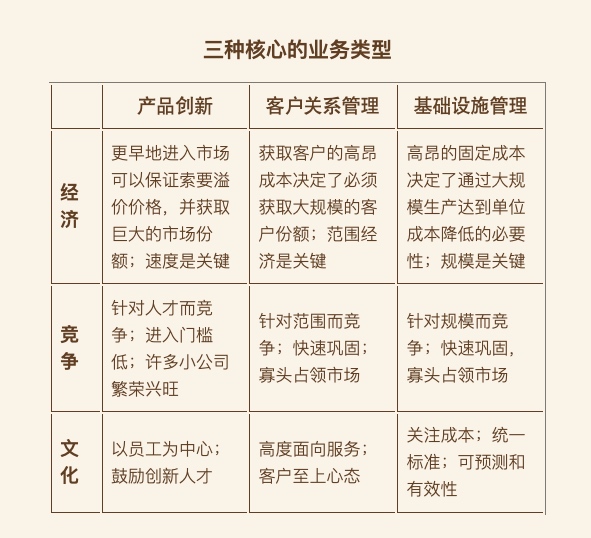 三种核心的业务类型
产品创新
客户关系管理
基础设施管理
经
济
更早地进入市场
可以保证索要溢
价价格，并获取
巨大的市场份
额；速度是关键
获取客户的高昂
成本决定了必须
获取大规模的客
户份额；范围经
济是关键
高昂的固定成本
决定了通过大规
模生产达到单位
成本降低的必要
性；规模是关键
竞
争
针对人才而竞
争；进入门槛
低；许多小公司
繁荣兴旺
针对范围而竞
争；快速巩固；
寡头占领市场
针对规模而竞
争；快速巩固，
寡头占领市场
文
化
以员工为中心；
鼓励创新人才
高度面向服务；
客户至上心态
关注成本；统一
标准；可预测和
有效性